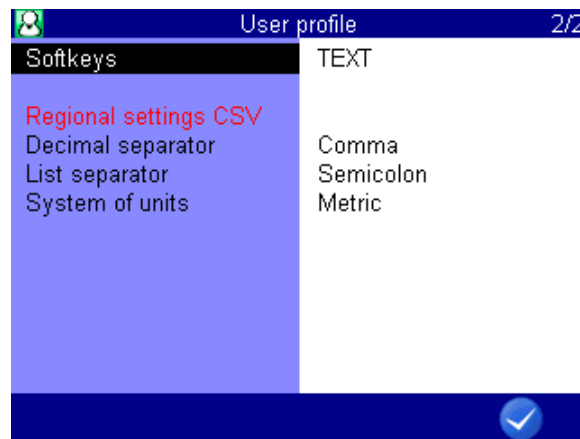 User profile 2/2
Softkeys TEXT
Regional settings CSV
Decimal separator Comma
List separator Semicolon
System of units Metric